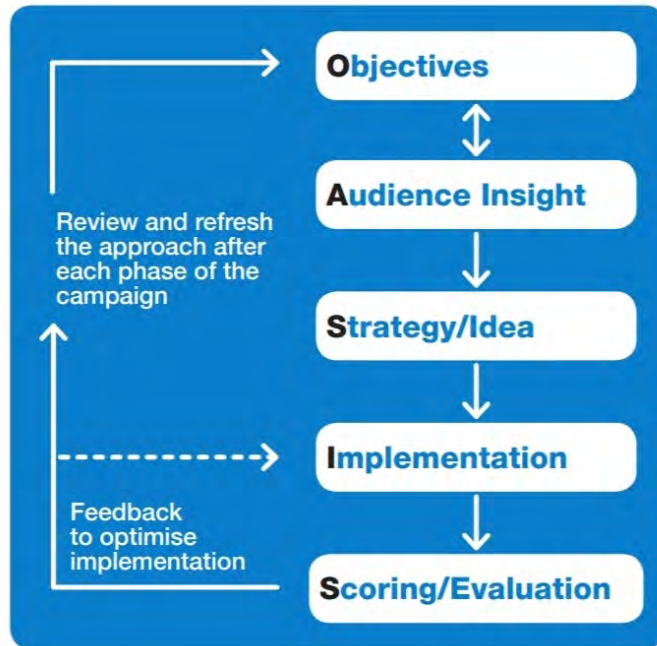 Objectives
Audience Insight
Review and refresh
the approach after
each phase of the
campaign
Strategy/Idea
Implementation
Feedback
to optimise
implementation
Scoring/Evaluation